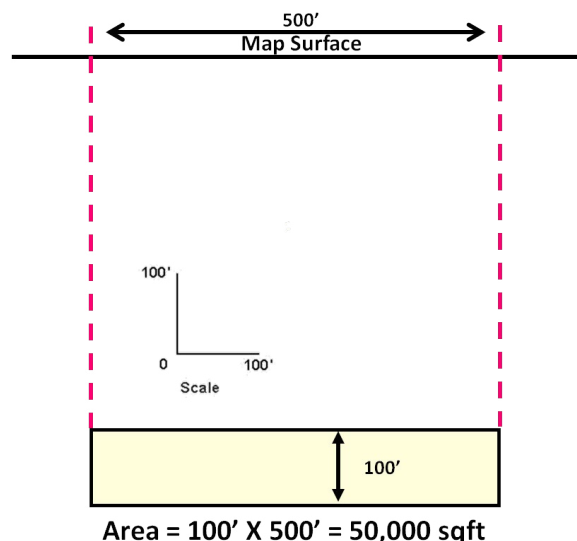 500’
Map Surface
100'
0 100'
Scale
100’
Area = 100’ X 500’ = 50,000 sqft